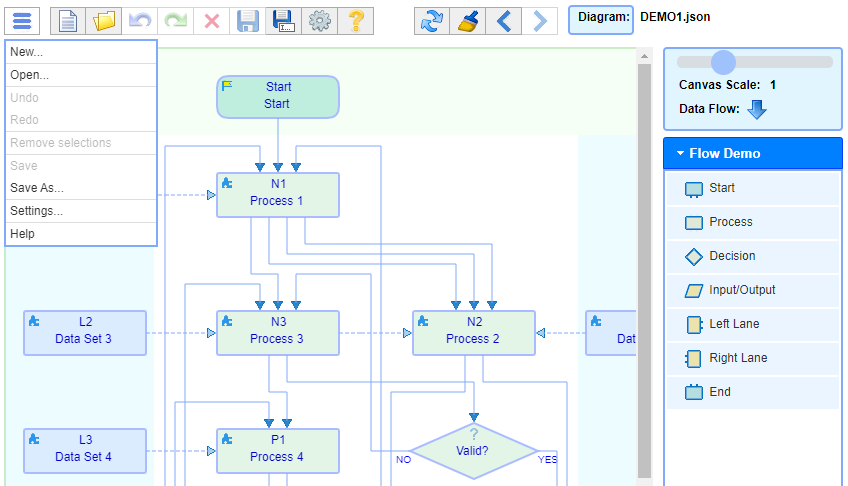 Diagram: DEMO1.json
New...
Open...
Undo
Redo
Remove selections
Save
Save As...
Settings...
Help
Start
Start
N1
Process 1
L2
Data Set 3
N3
Process 3
N2
Process 2
Dat
L3
Data Set 4
P1
Process 4
?
Valid?
NO
YES
Canvas Scale: 1
Data Flow:
Flow Demo
Start
Process
Decision
Input/Output
Left Lane
Right Lane
End